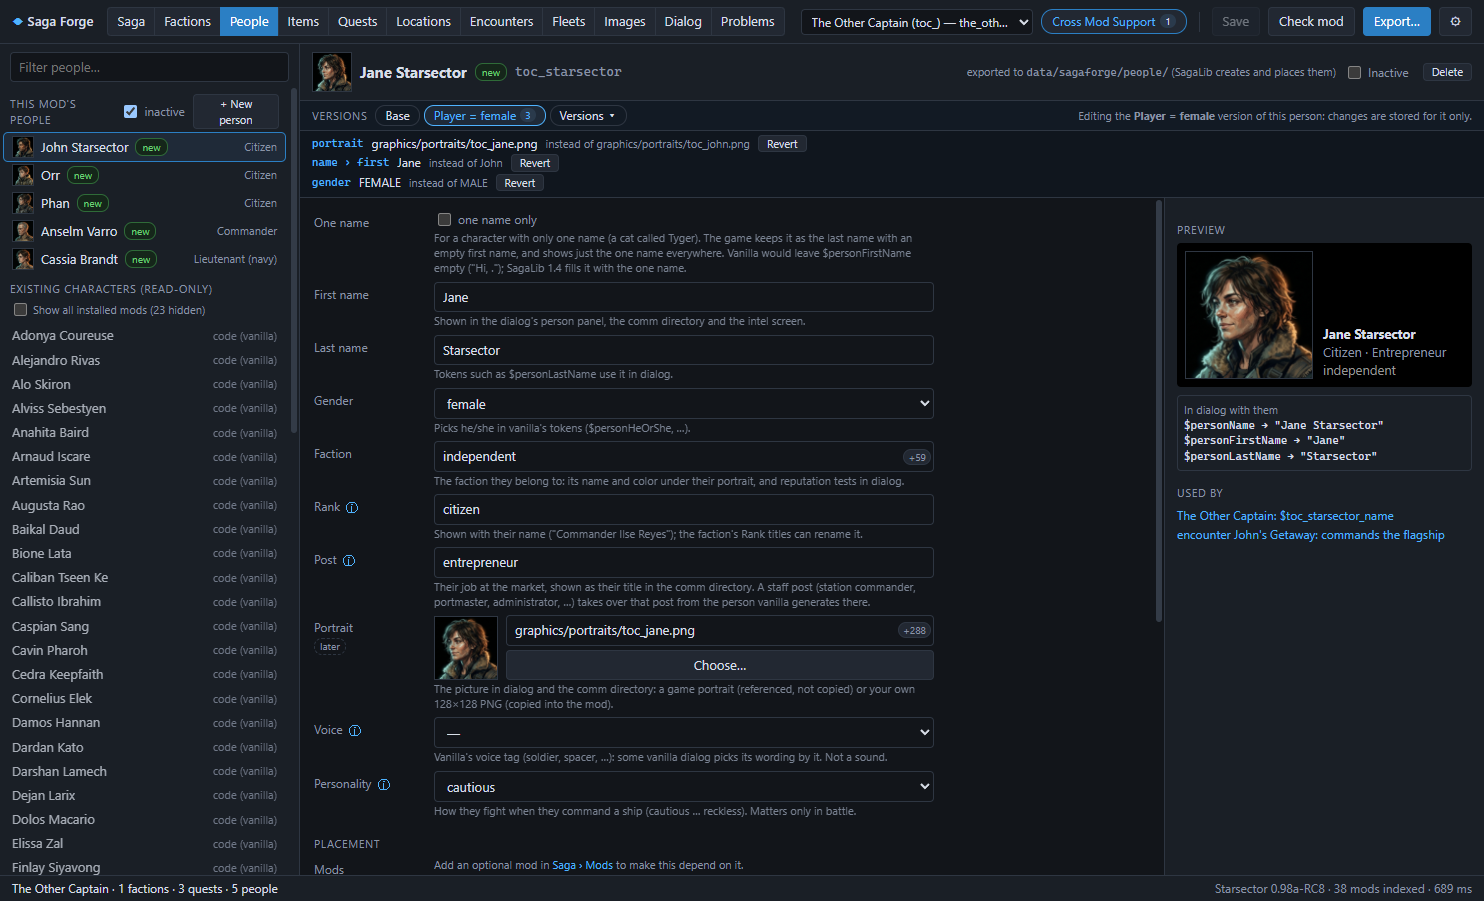 Saga Forge
Saga Factions People Items Quests Locations Encounters Fleets Images Dialog Problems
The Other Captain (toc_) — the_oth...
Cross Mod Support 1
Save Check mod Export... ⚙
Filter people...
THIS MOD'S PEOPLE
inactive
+ New person
John Starsector new Citizen
Orr new Citizen
Phan new Citizen
Anselm Varro new Commander
Cassia Brandt new Lieutenant (navy)
EXISTING CHARACTERS (READ-ONLY)
Show all installed mods (23 hidden)
Adonya Coureuse code (vanilla)
Alejandro Rivas code (vanilla)
Alo Skiron code (vanilla)
Alviss Sebestyen code (vanilla)
Anahita Baird code (vanilla)
Arnaud Iscare code (vanilla)
Artemisia Sun code (vanilla)
Augusta Rao code (vanilla)
Baikal Daud code (vanilla)
Bione Lata code (vanilla)
Caliban Tseen Ke code (vanilla)
Callisto Ibrahim code (vanilla)
Caspian Sang code (vanilla)
Cavin Pharoh code (vanilla)
Cedra Keepfaith code (vanilla)
Cornelius Elek code (vanilla)
Damos Hannan code (vanilla)
Dardan Kato code (vanilla)
Darshan Lamech code (vanilla)
Dejan Larix code (vanilla)
Dolos Macario code (vanilla)
Elissa Zal code (vanilla)
Finlay Siyavong code (vanilla)
Jane Starsector new toc_starsector
exported to data/sagaforge/people/ (SagaLib creates and places them)
Inactive
Delete
VERSIONS Base Player = female 3 Versions ▾
Editing the Player = female version of this person: changes are stored for it only.
portrait graphics/portraits/toc_jane.png instead of graphics/portraits/toc_john.png Revert
name › first Jane instead of John Revert
gender FEMALE instead of MALE Revert
One name
one name only
For a character with only one name (a cat called Tyger). The game keeps it as the last name with an
empty first name, and shows just the one name everywhere. Vanilla would leave $personFirstName
empty ("Hi, ."); SagaLib 1.4 fills it with the one name.
First name
Jane
Shown in the dialog's person panel, the comm directory and the intel screen.
Last name
Starsector
Tokens such as $personLastName use it in dialog.
Gender
female
Picks he/she in vanilla's tokens ($personHeOrShe, ...).
Faction
independent +59
The faction they belong to: its name and color under their portrait, and reputation tests in dialog.
Rank ⓘ
citizen
Shown with their name ("Commander Ilse Reyes"); the faction's Rank titles can rename it.
Post ⓘ
entrepreneur
Their job at the market, shown as their title in the comm directory. A staff post (station commander,
portmaster, administrator, ...) takes over that post from the person vanilla generates there.
Portrait
later
graphics/portraits/toc_jane.png +288
Choose...
The picture in dialog and the comm directory: a game portrait (referenced, not copied) or your own
128×128 PNG (copied into the mod).
Voice ⓘ
—
Vanilla's voice tag (soldier, spacer, ...): some vanilla dialog picks its wording by it. Not a sound.
Personality ⓘ
cautious
How they fight when they command a ship (cautious ... reckless). Matters only in battle.
PLACEMENT
Mods
Add an optional mod in Saga › Mods to make this depend on it.
PREVIEW
Jane Starsector
Citizen · Entrepreneur
independent
In dialog with them
$personName → "Jane Starsector"
$personFirstName → "Jane"
$personLastName → "Starsector"
USED BY
The Other Captain: $toc_starsector_name
encounter John's Getaway: commands the flagship
The Other Captain · 1 factions · 3 quests · 5 people
Starsector 0.98a-RC8 · 38 mods indexed · 689 ms